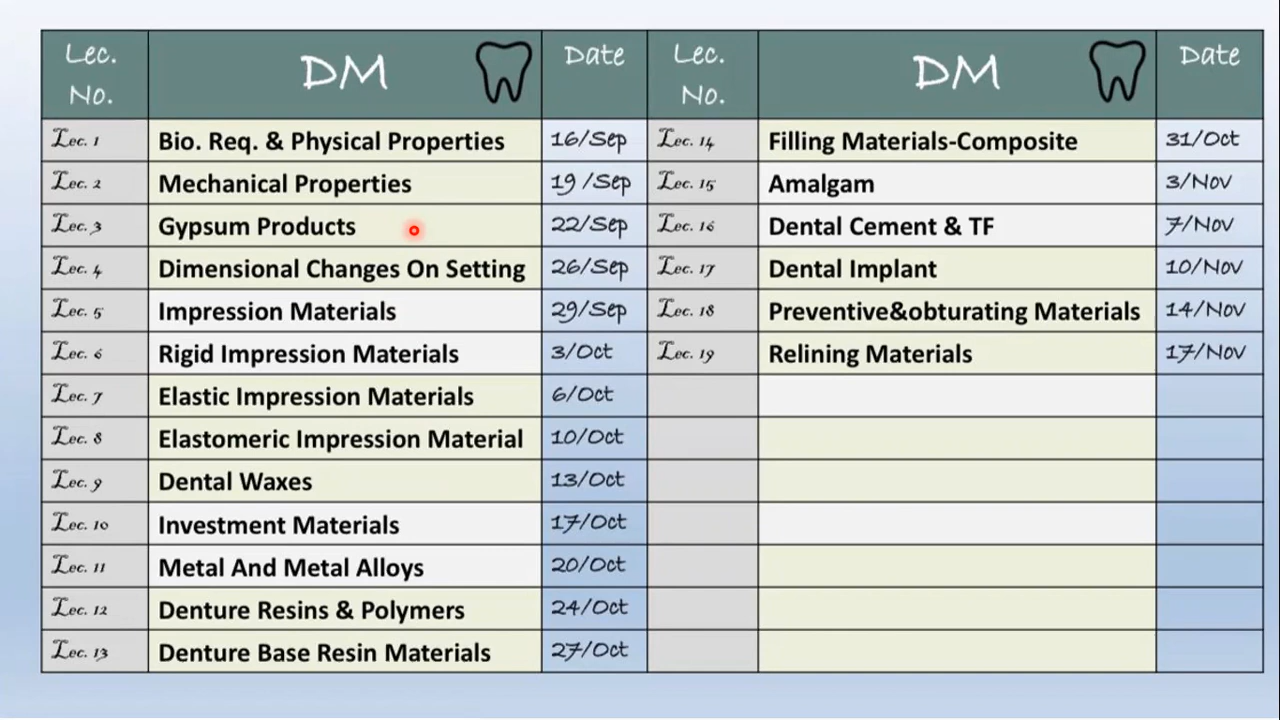 Lec. No. DM Date Lec. No. DM Date
Lec. 1 Bio. Req. & Physical Properties 16/Sep Lec. 14 Filling Materials-Composite 31/Oct
Lec. 2 Mechanical Properties 19 /Sep Lec. 15 Amalgam 3/Nov
Lec. 3 Gypsum Products 22/Sep Lec. 16 Dental Cement & TF 7/Nov
Lec. 4 Dimensional Changes On Setting 26/Sep Lec. 17 Dental Implant 10/Nov
Lec. 5 Impression Materials 29/Sep Lec. 18 Preventive&obturating Materials 14/Nov
Lec. 6 Rigid Impression Materials 3/Oct Lec. 19 Relining Materials 17/Nov
Lec. 7 Elastic Impression Materials 6/Oct
Lec. 8 Elastomeric Impression Material 10/Oct
Lec. 9 Dental Waxes 13/Oct
Lec. 10 Investment Materials 17/Oct
Lec. 11 Metal And Metal Alloys 20/Oct
Lec. 12 Denture Resins & Polymers 24/Oct
Lec. 13 Denture Base Resin Materials 27/Oct